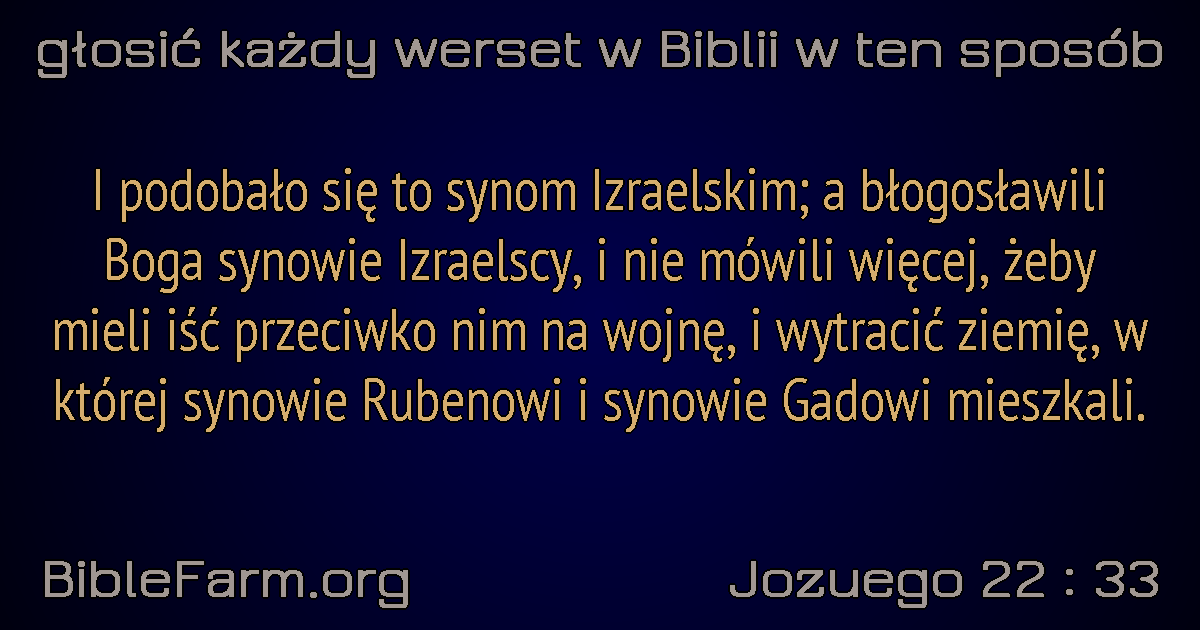 głosić każdy werset w Biblii w ten sposób
I podobało się to synom Izraelskim; a błogosławili
Boga synowie Izraelscy, i nie mówili więcej, żeby
mieli iść przeciwko nim na wojnę, i wytracić ziemię, w
której synowie Rubenowi i synowie Gadowi mieszkali.
BibleFarm.org
Jozuego 22 : 33